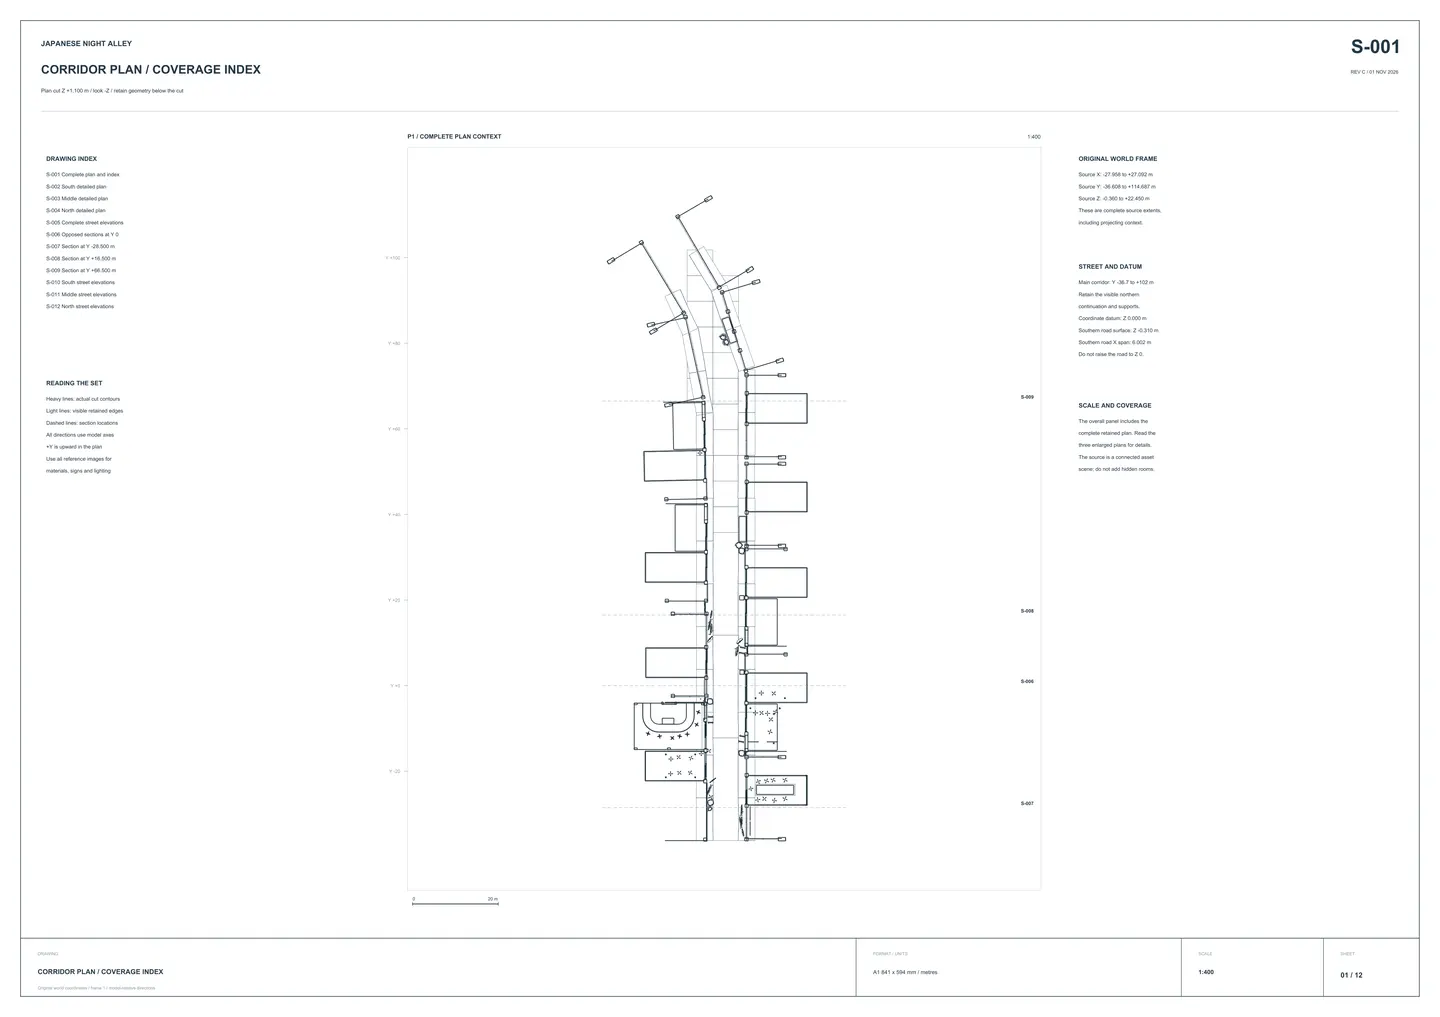 JAPANESE NIGHT ALLEY
CORRIDOR PLAN / COVERAGE INDEX
Plan cut Z +1.100 m / look -Z / retain geometry below the cut
S-001
REV C / 01 NOV 2026
DRAWING INDEX
S-001 Complete plan and index
S-002 South detailed plan
S-003 Middle detailed plan
S-004 North detailed plan
S-005 Complete street elevations
S-006 Opposed sections at Y 0
S-007 Section at Y -28.500 m
S-008 Section at Y +16.500 m
S-009 Section at Y +66.500 m
S-010 South street elevations
S-011 Middle street elevations
S-012 North street elevations
READING THE SET
Heavy lines: actual cut contours
Light lines: visible retained edges
Dashed lines: section locations
All directions use model axes
+Y is upward in the plan
Use all reference images for
materials, signs and lighting
P1 / COMPLETE PLAN CONTEXT
1:400
Y +100
Y +80
Y +60
Y +40
Y +20
Y +0
Y -20
S-009
S-008
S-006
S-007
0
20 m
ORIGINAL WORLD FRAME
Source X: -27.958 to +27.092 m
Source Y: -36.608 to +114.687 m
Source Z: -0.360 to +22.450 m
These are complete source extents,
including projecting context.
STREET AND DATUM
Main corridor: Y -36.7 to +102 m
Retain the visible northern
continuation and supports.
Coordinate datum: Z 0.000 m
Southern road surface: Z -0.310 m
Southern road X span: 6.002 m
Do not raise the road to Z 0.
SCALE AND COVERAGE
The overall panel includes the
complete retained plan. Read the
three enlarged plans for details.
The source is a connected asset
scene; do not add hidden rooms.
DRAWING
CORRIDOR PLAN / COVERAGE INDEX
Original world coordinates / frame 1 /
FORMAT / UNITS
A1 841 x 594 mm / metres
SCALE
1:400
SHEET
01 / 12